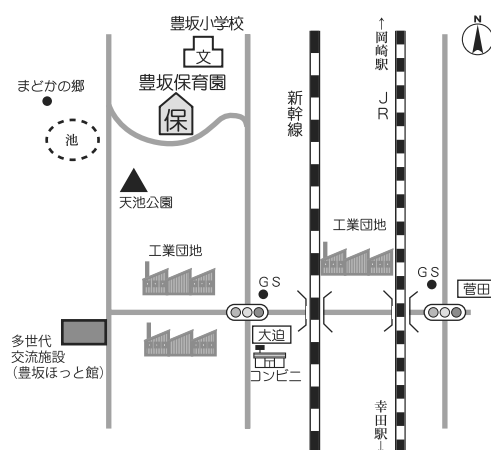 豊坂小学校
文
N
↑岡崎駅
まどかの郷
豊坂保育園
保
新幹線
JR
池
天池公園
工業団地
工業団地
GS
GS
菅田
大迫
多世代
交流施設
(豊坂ほっと館)
コンビニ
幸田駅↓